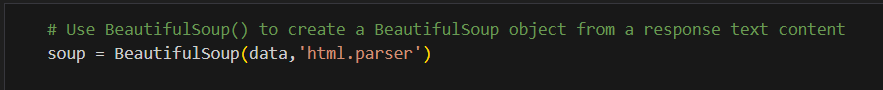 # Use BeautifulSoup() to create a BeautifulSoup object from a response text content
soup = BeautifulSoup(data,'html.parser')